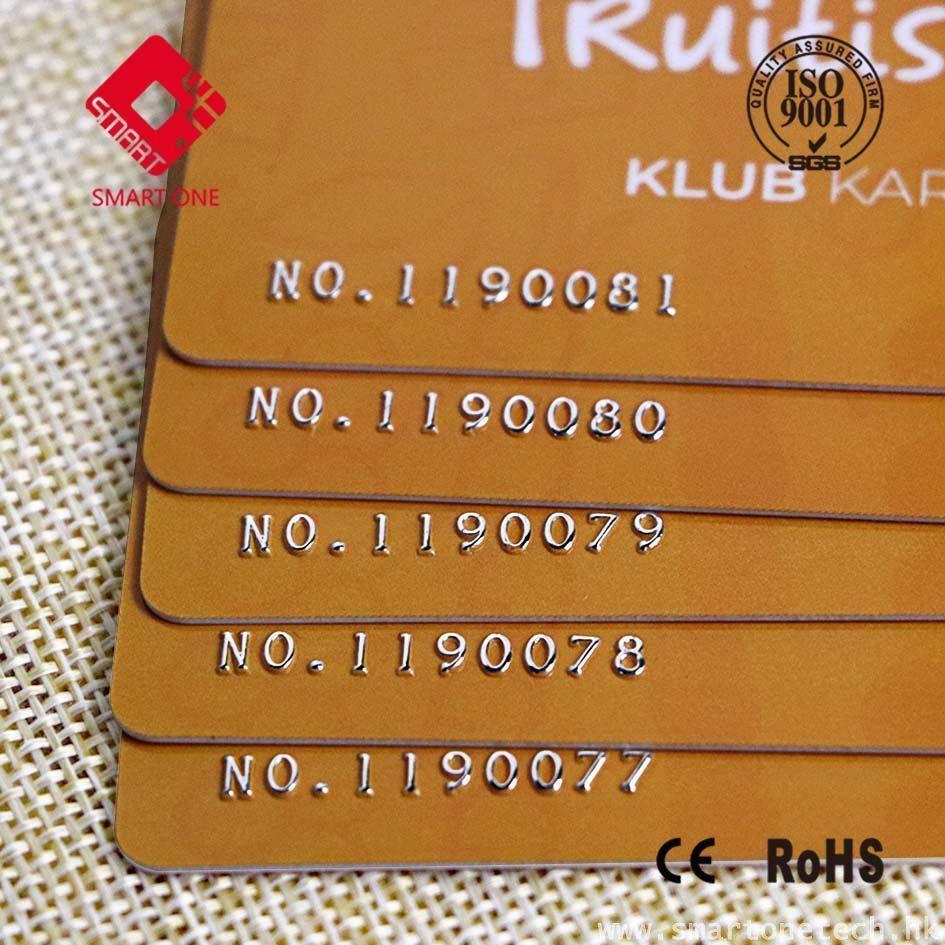 SMART
SMART ONE
QUALITY ASSURED FIRM
ISO
9001
SGS
KLUB
NO.1190081
NO.1190080
NO.1190079
NO.1190078
NO.1190077
CE RoHS
www.smartonetech.hk